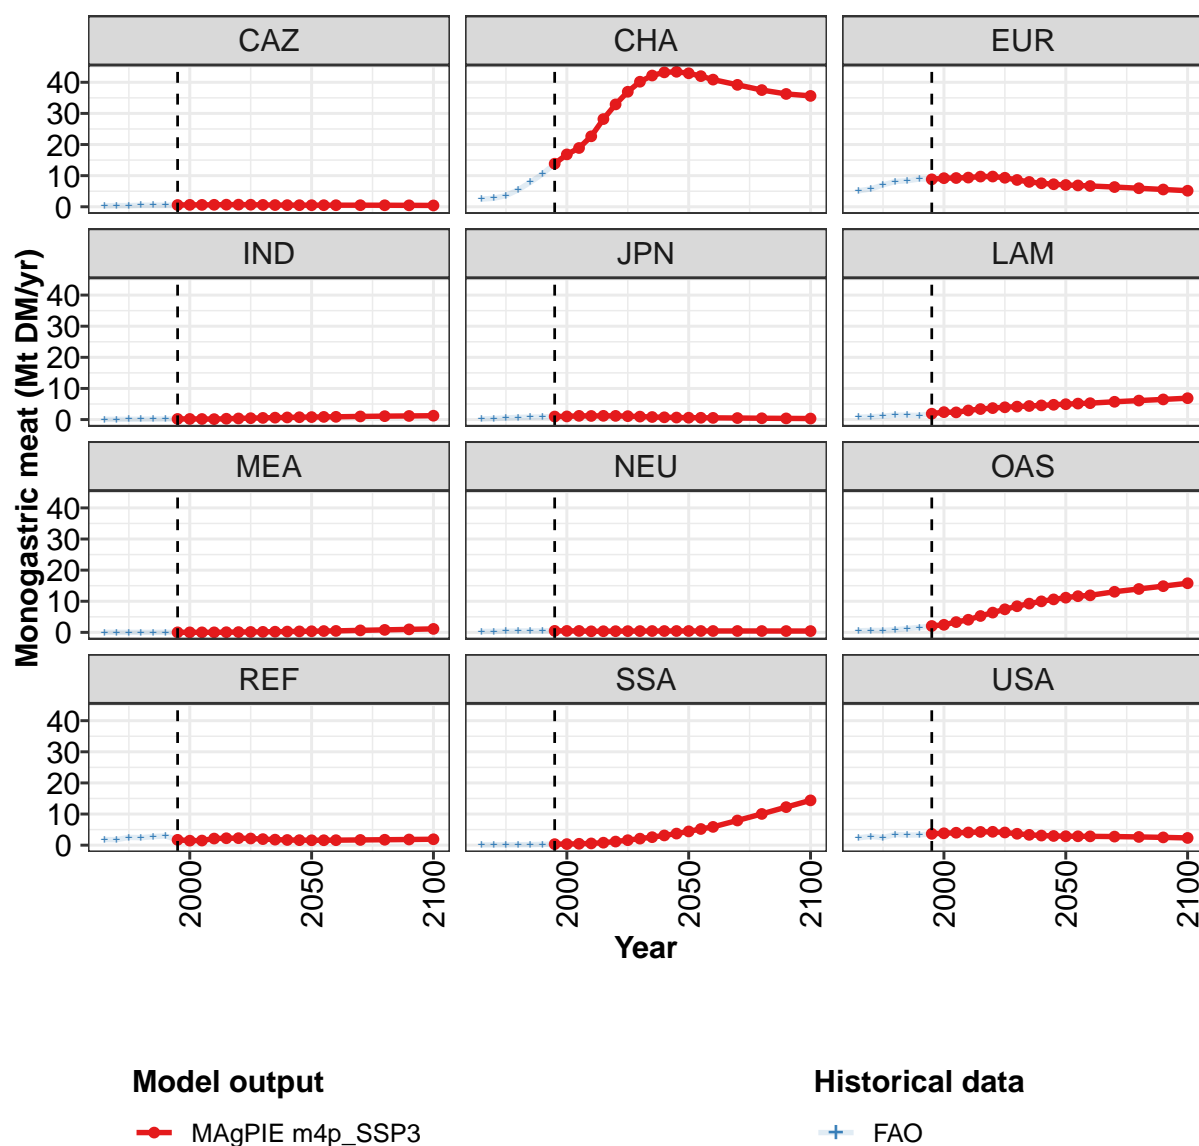 CAZ CHA EUR
40
30
20
10
0
IND JPN LAM
40
30
20
10
0
MEA NEU OAS
40
30
20
10
0
REF SSA USA
40
30
20
10
0
2000 2050 2100 2000 2050 2100 2000 2050 2100
Monogastric meat (Mt DM/yr)
Year
Model output Historical data
MAgPIE m4p_SSP3 FAO